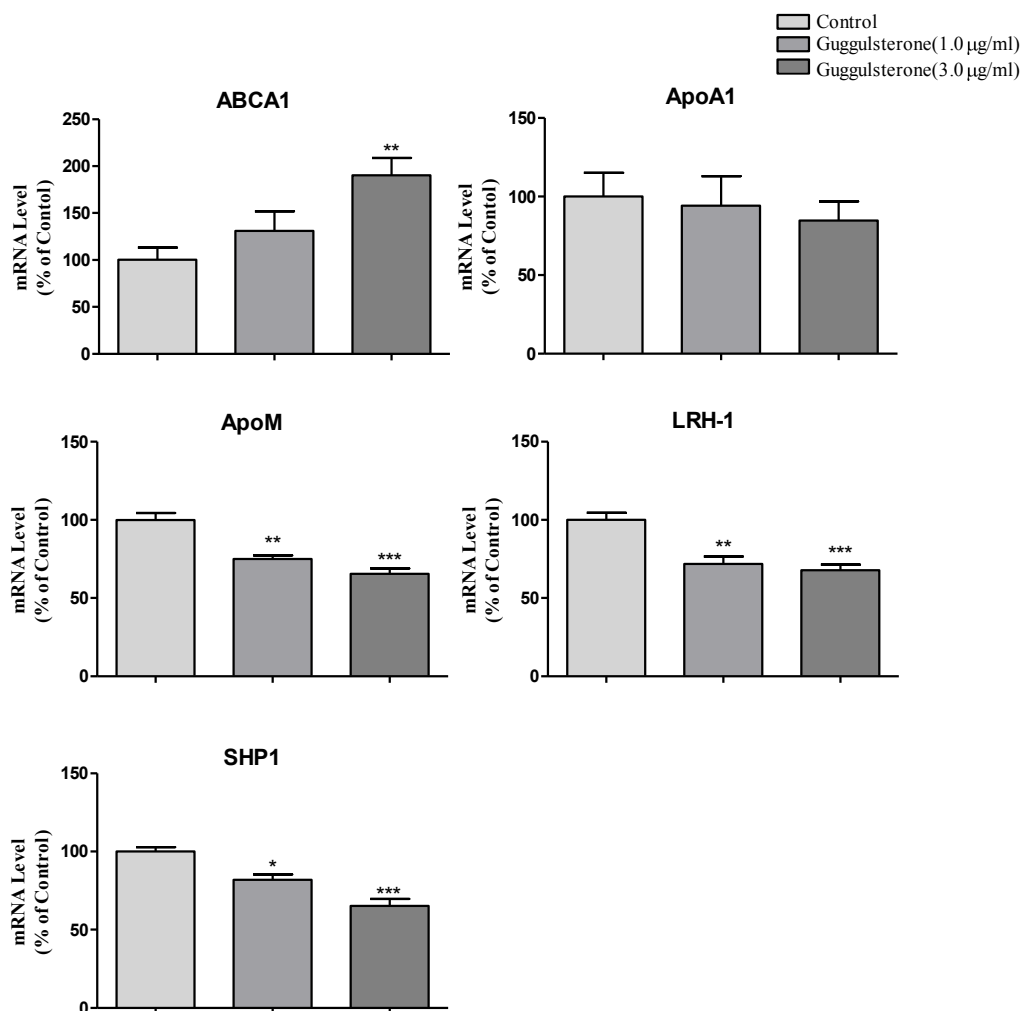 Control
Guggulsterone(1.0 µg/ml)
Guggulsterone(3.0 µg/ml)
ABCA1
mRNA Level
(% of Contol)
250
200
150
100
50
0
**
ApoA1
mRNA Level
(% of Control)
150
100
50
0
ApoM
mRNA Level
(% of Control)
150
100
50
0
**
***
LRH-1
mRNA Level
(% of Control)
150
100
50
0
**
***
SHP1
mRNA Level
(% of Control)
150
100
50
0
*
***